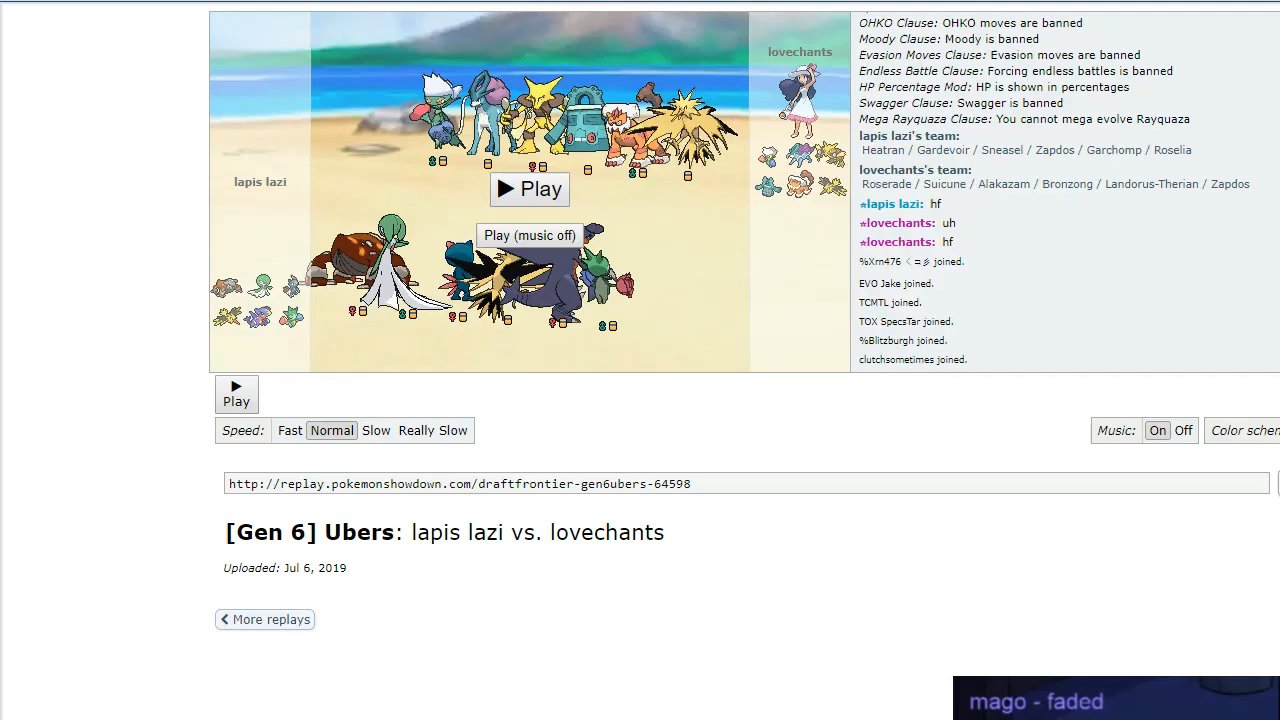 OHKO Clause: OHKO moves are banned
Moody Clause: Moody is banned
Evasion Moves Clause: Evasion moves are banned
Endless Battle Clause: Forcing endless battles is banned
HP Percentage Mod: HP is shown in percentages
Swagger Clause: Swagger is banned
Mega Rayquaza Clause: You cannot mega evolve Rayquaza
lapis lazi's team:
Heatran / Gardevoir / Sneasel / Zapdos / Garchomp / Roselia
lovechants's team:
Roserade / Suicune / Alakazam / Bronzong / Landorus-Therian / Zapdos
☆lapis lazi: hf
☆lovechants: uh
☆lovechants: hf
EVO Jake joined.
TCMTL joined.
TOX SpecsTar joined.
%Blitzburgh joined.
clutchsometimes joined.
lovechants
lapis lazi
▶ Play
Play (music off)
▶
Play
Speed: Fast Normal Slow Really Slow
Music: On Off
Color schem
http://replay.pokemonshowdown.com/draftfrontier-gen6ubers-64598
[Gen 6] Ubers: lapis lazi vs. lovechants
Uploaded: Jul 6, 2019
More replays
mago - faded